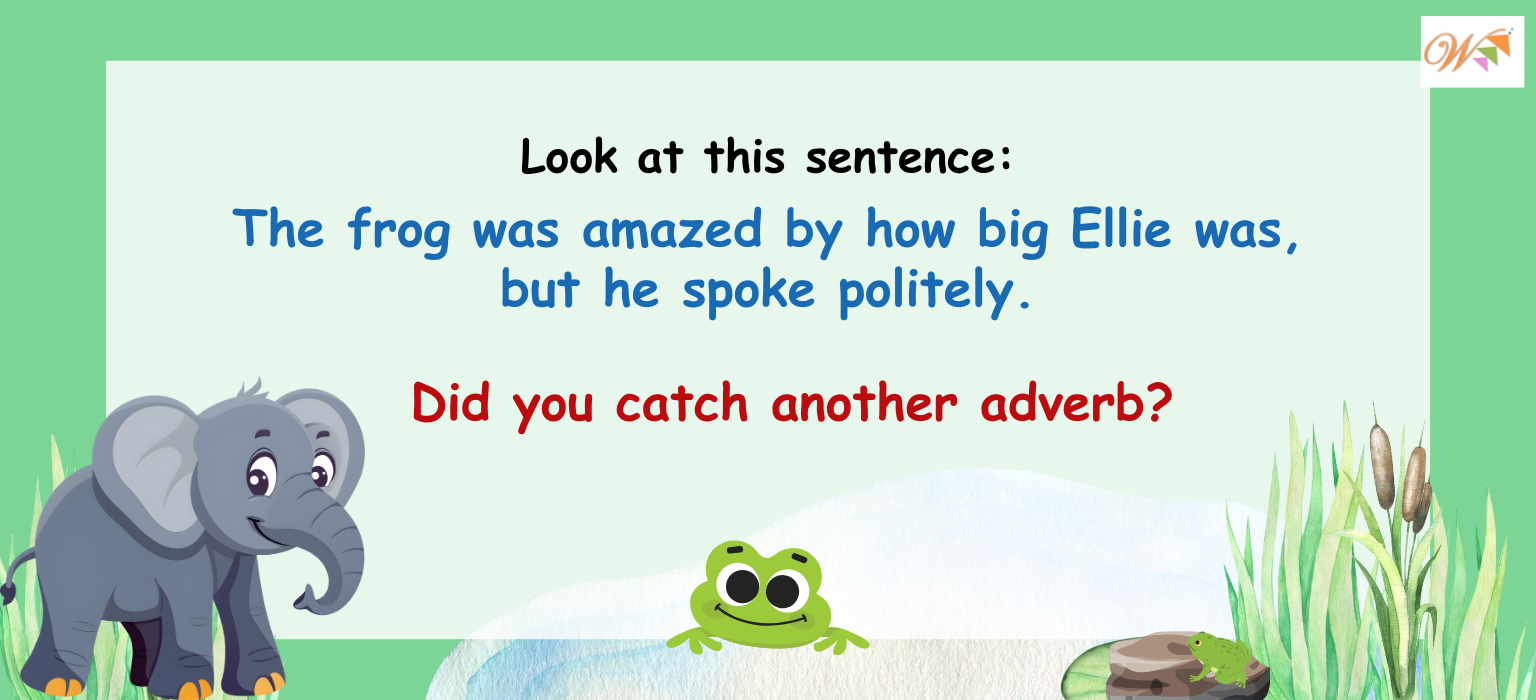 Look at this sentence:
The frog was amazed by how big Ellie was,
but he spoke politely.
Did you catch another adverb?
W